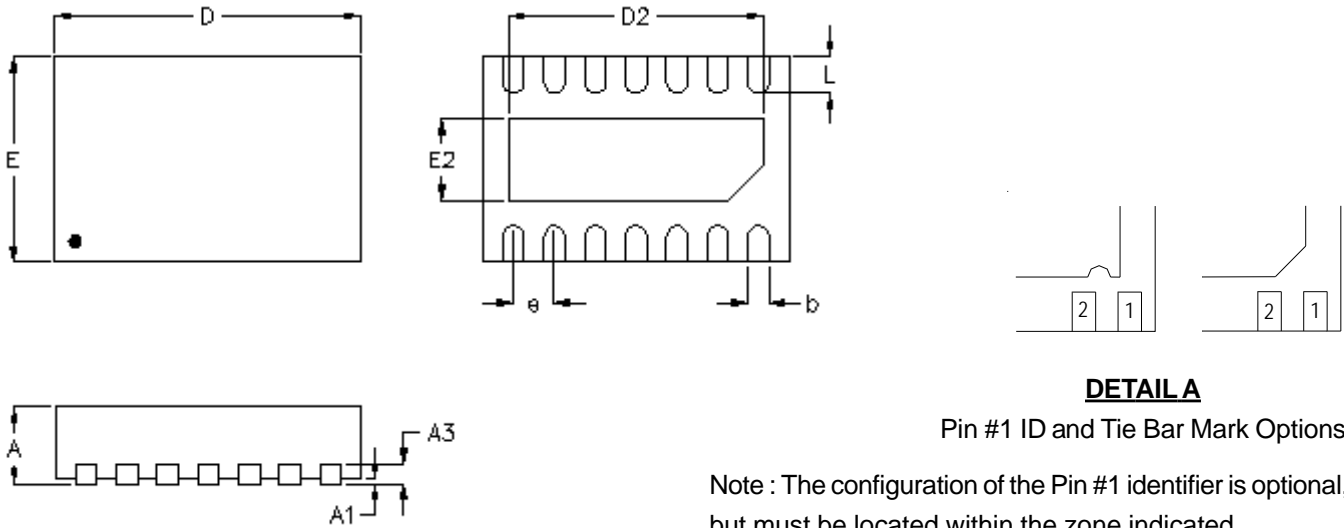 D
D2
L
E
E2
e
b
2
1
2
1
DETAIL A
Pin #1 ID and Tie Bar Mark Options
A
A3
A1
Note : The configuration of the Pin #1 identifier is optional,
but must be located within the zone indicated